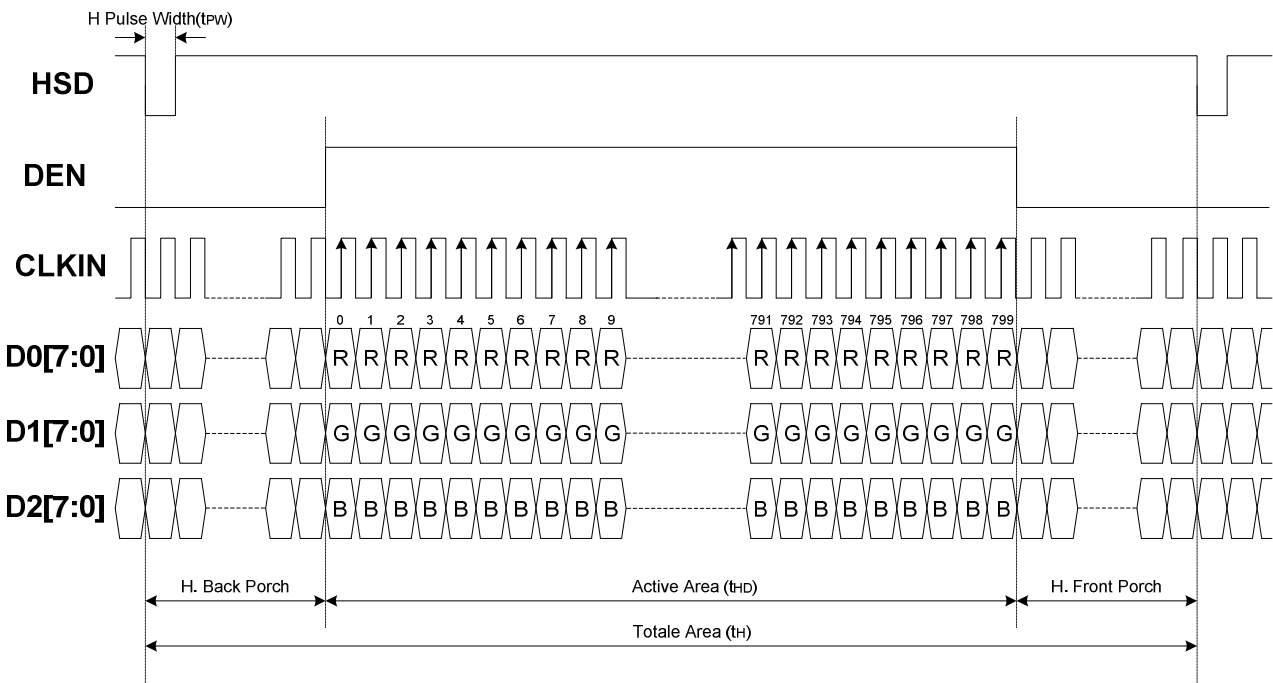 H Pulse Width(tPW)
HSD
DEN
CLKIN
0 1 2 3 4 5 6 7 8 9 791 792 793 794 795 796 797 798 799
D0[7:0] R R R R R R R R R R R R R R R R R R R
D1[7:0] G G G G G G G G G G G G G G G G G G G
D2[7:0] B B B B B B B B B B B B B B B B B B B
H. Back Porch Active Area (tHD) H. Front Porch
Totale Area (tH)